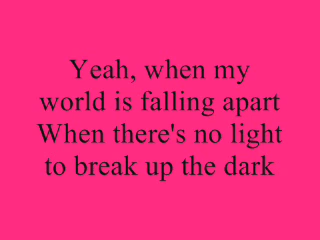 Yeah, when my
world is falling apart
When there's no light
to break up the dark